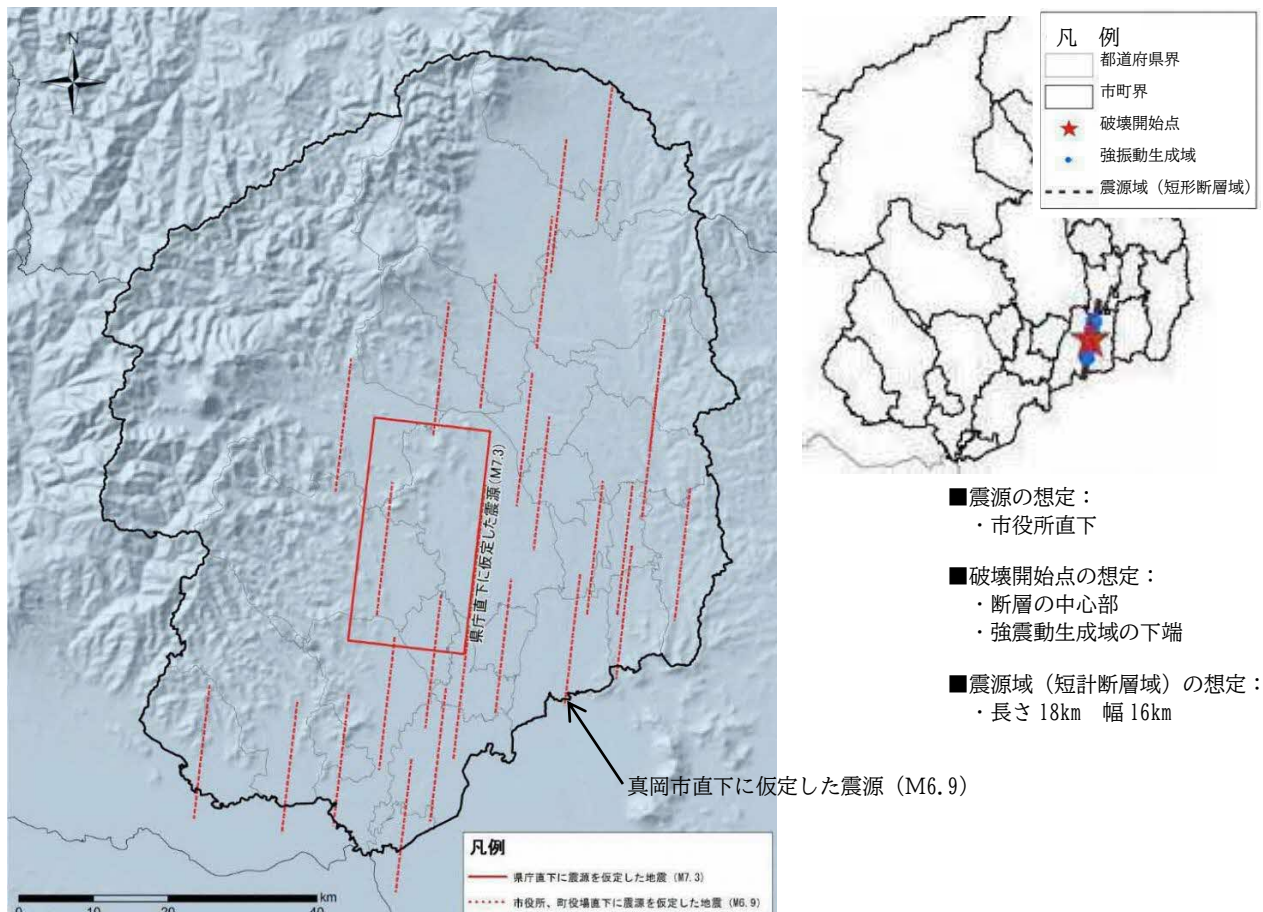 N
県庁直下に仮定した震源(M7.3)
真岡市直下に仮定した震源（M6.9）
凡例
県庁直下に震源を仮定した地震 (M7.3)
市役所、町役場直下に震源を仮定した地震 (M6.9)
km
0 10 20 40
凡 例
都道府県界
市町界
破壊開始点
強振動生成域
震源域（短形断層域）
■震源の想定：
・市役所直下
■破壊開始点の想定：
・断層の中心部
・強震動生成域の下端
■震源域（短計断層域）の想定：
・長さ 18km 幅 16km